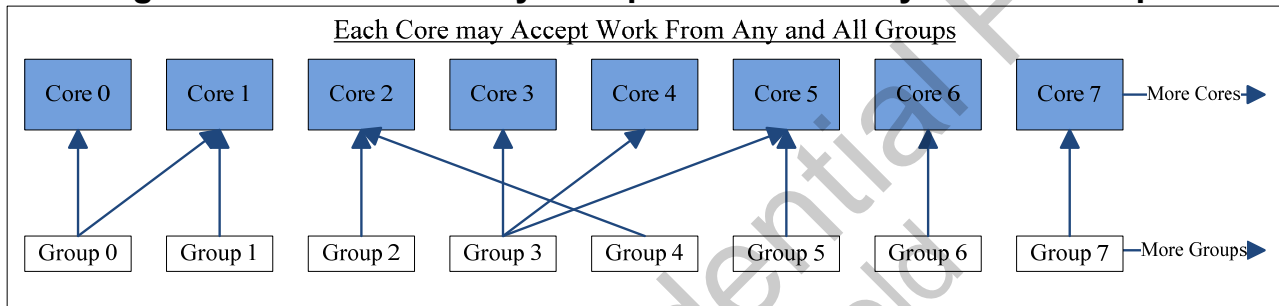 Each Core may Accept Work From Any and All Groups
Core 0 Core 1 Core 2 Core 3 Core 4 Core 5 Core 6 Core 7 More Cores
Group 0 Group 1 Group 2 Group 3 Group 4 Group 5 Group 6 Group 7 More Groups